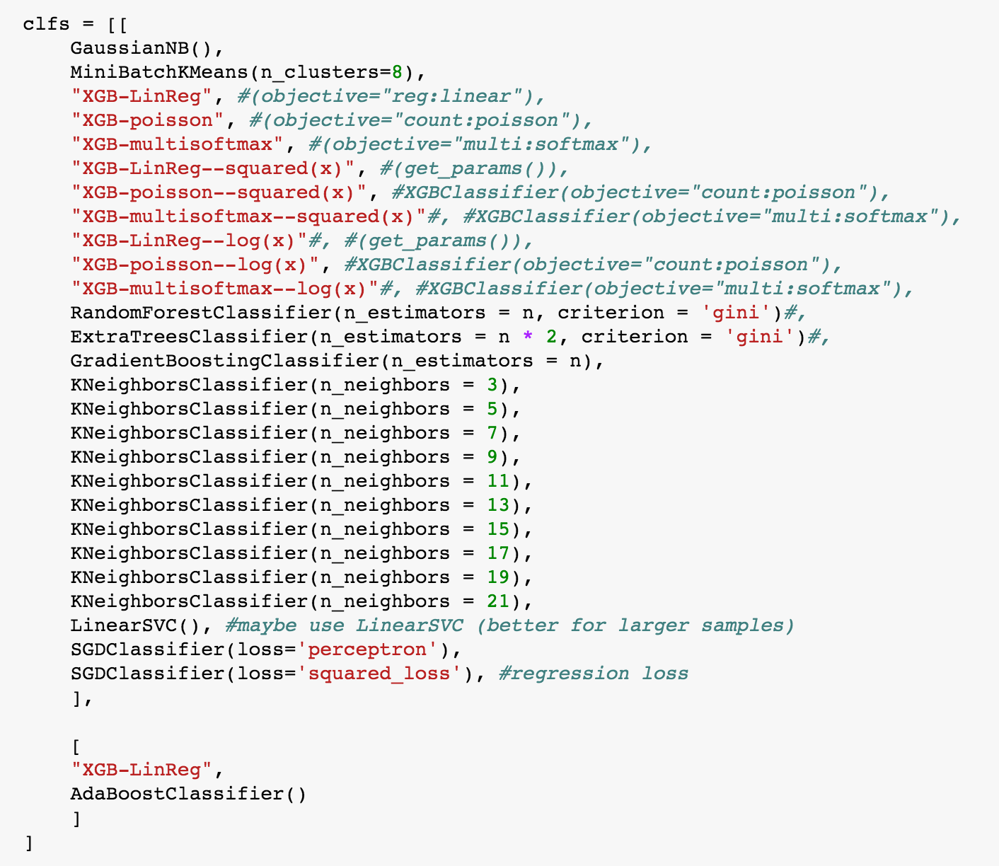 clfs = [[
    GaussianNB(),
    MiniBatchKMeans(n_clusters=8),
    "XGB-LinReg", #(objective="reg:linear"),
    "XGB-poisson", #(objective="count:poisson"),
    "XGB-multisoftmax", #(objective="multi:softmax"),
    "XGB-LinReg--squared(x)", #(get_params()),
    "XGB-poisson--squared(x)", #XGBClassifier(objective="count:poisson"),
    "XGB-multisoftmax--squared(x)"#, #XGBClassifier(objective="multi:softmax"),
    "XGB-LinReg--log(x)"#, #(get_params()),
    "XGB-poisson--log(x)", #XGBClassifier(objective="count:poisson"),
    "XGB-multisoftmax--log(x)"#, #XGBClassifier(objective="multi:softmax"),
    RandomForestClassifier(n_estimators = n, criterion = 'gini')#,
    ExtraTreesClassifier(n_estimators = n * 2, criterion = 'gini')#,
    GradientBoostingClassifier(n_estimators = n),
    KNeighborsClassifier(n_neighbors = 3),
    KNeighborsClassifier(n_neighbors = 5),
    KNeighborsClassifier(n_neighbors = 7),
    KNeighborsClassifier(n_neighbors = 9),
    KNeighborsClassifier(n_neighbors = 11),
    KNeighborsClassifier(n_neighbors = 13),
    KNeighborsClassifier(n_neighbors = 15),
    KNeighborsClassifier(n_neighbors = 17),
    KNeighborsClassifier(n_neighbors = 19),
    KNeighborsClassifier(n_neighbors = 21),
    LinearSVC(), #maybe use LinearSVC (better for larger samples)
    SGDClassifier(loss='perceptron'),
    SGDClassifier(loss='squared_loss'), #regression loss
    ],

    [
    "XGB-LinReg",
    AdaBoostClassifier()
    ]
]